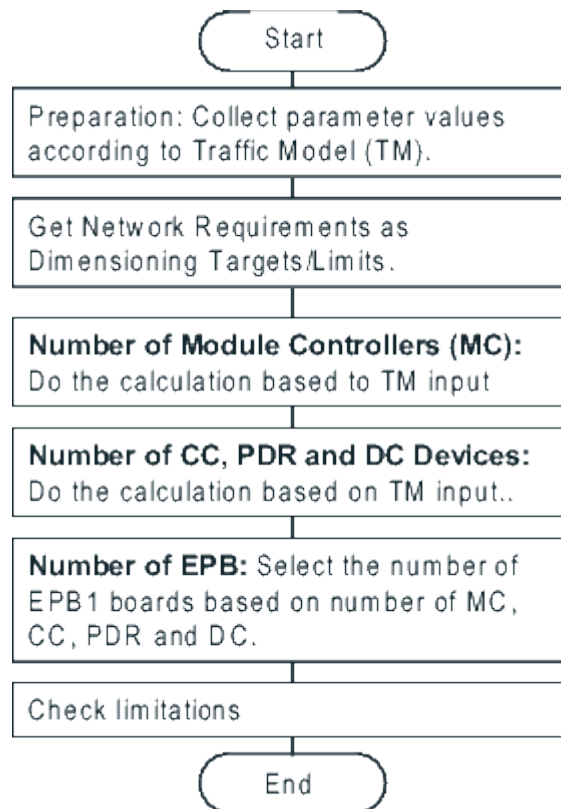 Start
Preparation: Collect parameter values
according to Traffic Model (TM).
Get Network Requirements as
Dimensioning Targets/Limits.
Number of Module Controllers (MC):
Do the calculation based to TM input
Number of CC, PDR and DC Devices:
Do the calculation based on TM input..
Number of EPB: Select the number of
EPB1 boards based on number of MC,
CC, PDR and DC.
Check limitations
End